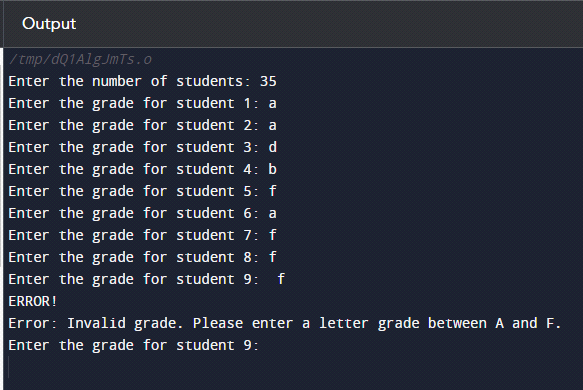 Output
/tmp/dQ1AlgJmTs.o
Enter the number of students: 35
Enter the grade for student 1: a
Enter the grade for student 2: a
Enter the grade for student 3: d
Enter the grade for student 4: b
Enter the grade for student 5: f
Enter the grade for student 6: a
Enter the grade for student 7: f
Enter the grade for student 8: f
Enter the grade for student 9:  f
ERROR!
Error: Invalid grade. Please enter a letter grade between A and F.
Enter the grade for student 9: